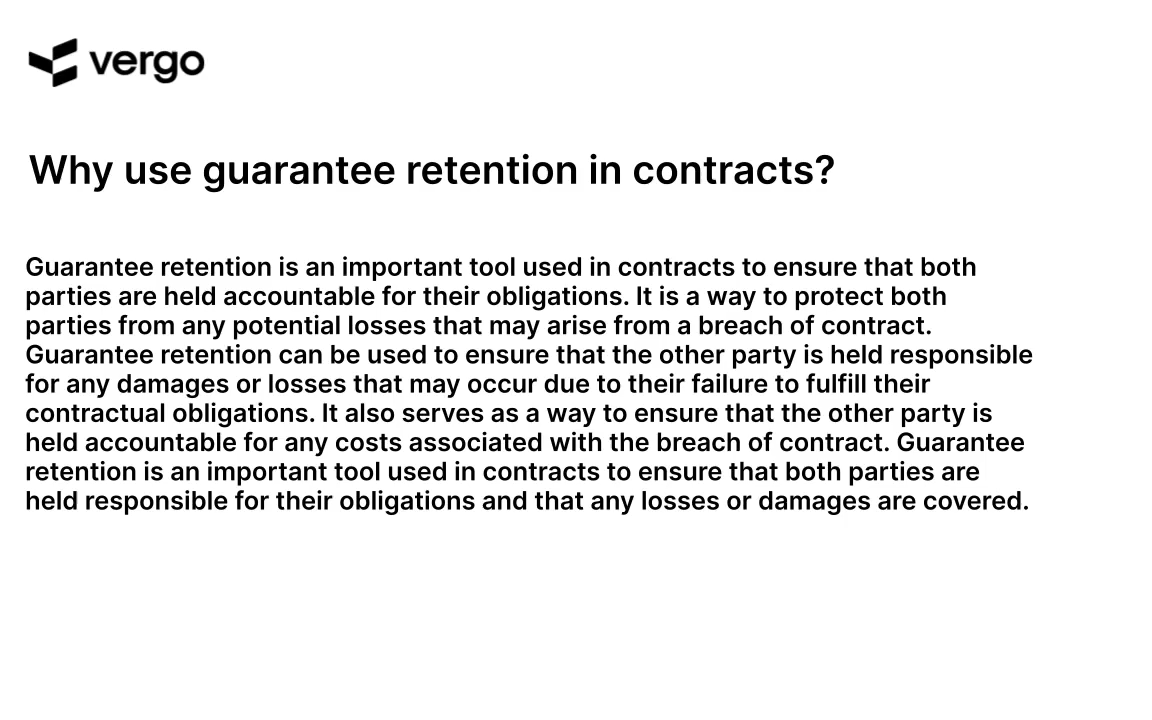 vergo
Why use guarantee retention in contracts?
Guarantee retention is an important tool used in contracts to ensure that both
parties are held accountable for their obligations. It is a way to protect both
parties from any potential losses that may arise from a breach of contract.
Guarantee retention can be used to ensure that the other party is held responsible
for any damages or losses that may occur due to their failure to fulfill their
contractual obligations. It also serves as a way to ensure that the other party is
held accountable for any costs associated with the breach of contract. Guarantee
retention is an important tool used in contracts to ensure that both parties are
held responsible for their obligations and that any losses or damages are covered.